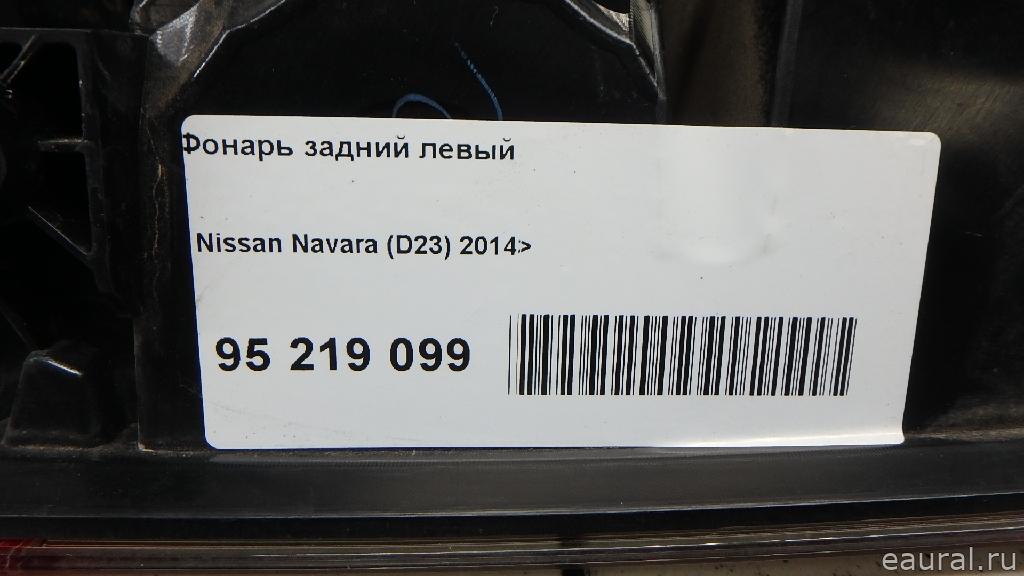 Фонарь задний левый
Nissan Navara (D23) 2014>
95 219 099
eaural.ru